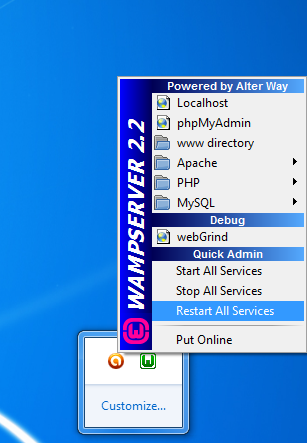 Powered by Alter Way
Localhost
phpMyAdmin
www directory
Apache
PHP
MySQL
Debug
webGrind
Quick Admin
Start All Services
Stop All Services
Restart All Services
Put Online
WAMPSERVER 2.2
Customize...